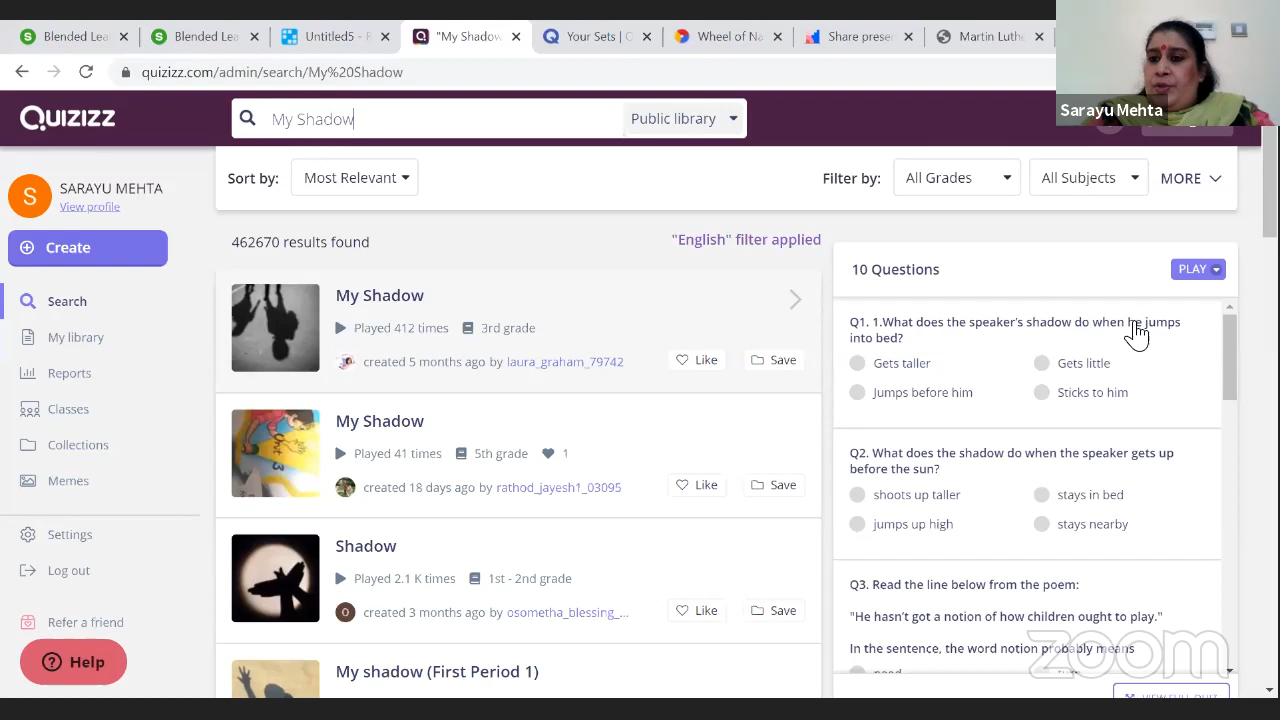 Blended Lea
Blended Lea
Untitled5 - R
"My Shadow
Your Sets | G
Wheel of Na
Share presen
Martin Luthe
quizizz.com/admin/search/My%20Shadow
Sarayu Mehta
QUIZIZZ
My Shadow
Public library
SARAYU MEHTA
View profile
Create
Search
My library
Reports
Classes
Collections
Memes
Settings
Log out
Refer a friend
Help
Sort by:
Most Relevant
Filter by:
All Grades
All Subjects
MORE
462670 results found
"English" filter applied
My Shadow
Played 412 times
3rd grade
created 5 months ago by laura_graham_79742
Like
Save
My Shadow
Played 41 times
5th grade
1
created 18 days ago by rathod_jayesh1_03095
Like
Save
Shadow
Played 2.1 K times
1st - 2nd grade
created 3 months ago by osometha_blessing_...
Like
Save
My shadow (First Period 1)
10 Questions
PLAY
Q1. 1.What does the speaker's shadow do when he jumps
into bed?
Gets taller
Gets little
Jumps before him
Sticks to him
Q2. What does the shadow do when the speaker gets up
before the sun?
shoots up taller
stays in bed
jumps up high
stays nearby
Q3. Read the line below from the poem:
"He hasn't got a notion of how children ought to play."
In the sentence, the word notion probably means
zoom
VIEW FULL QUIZ